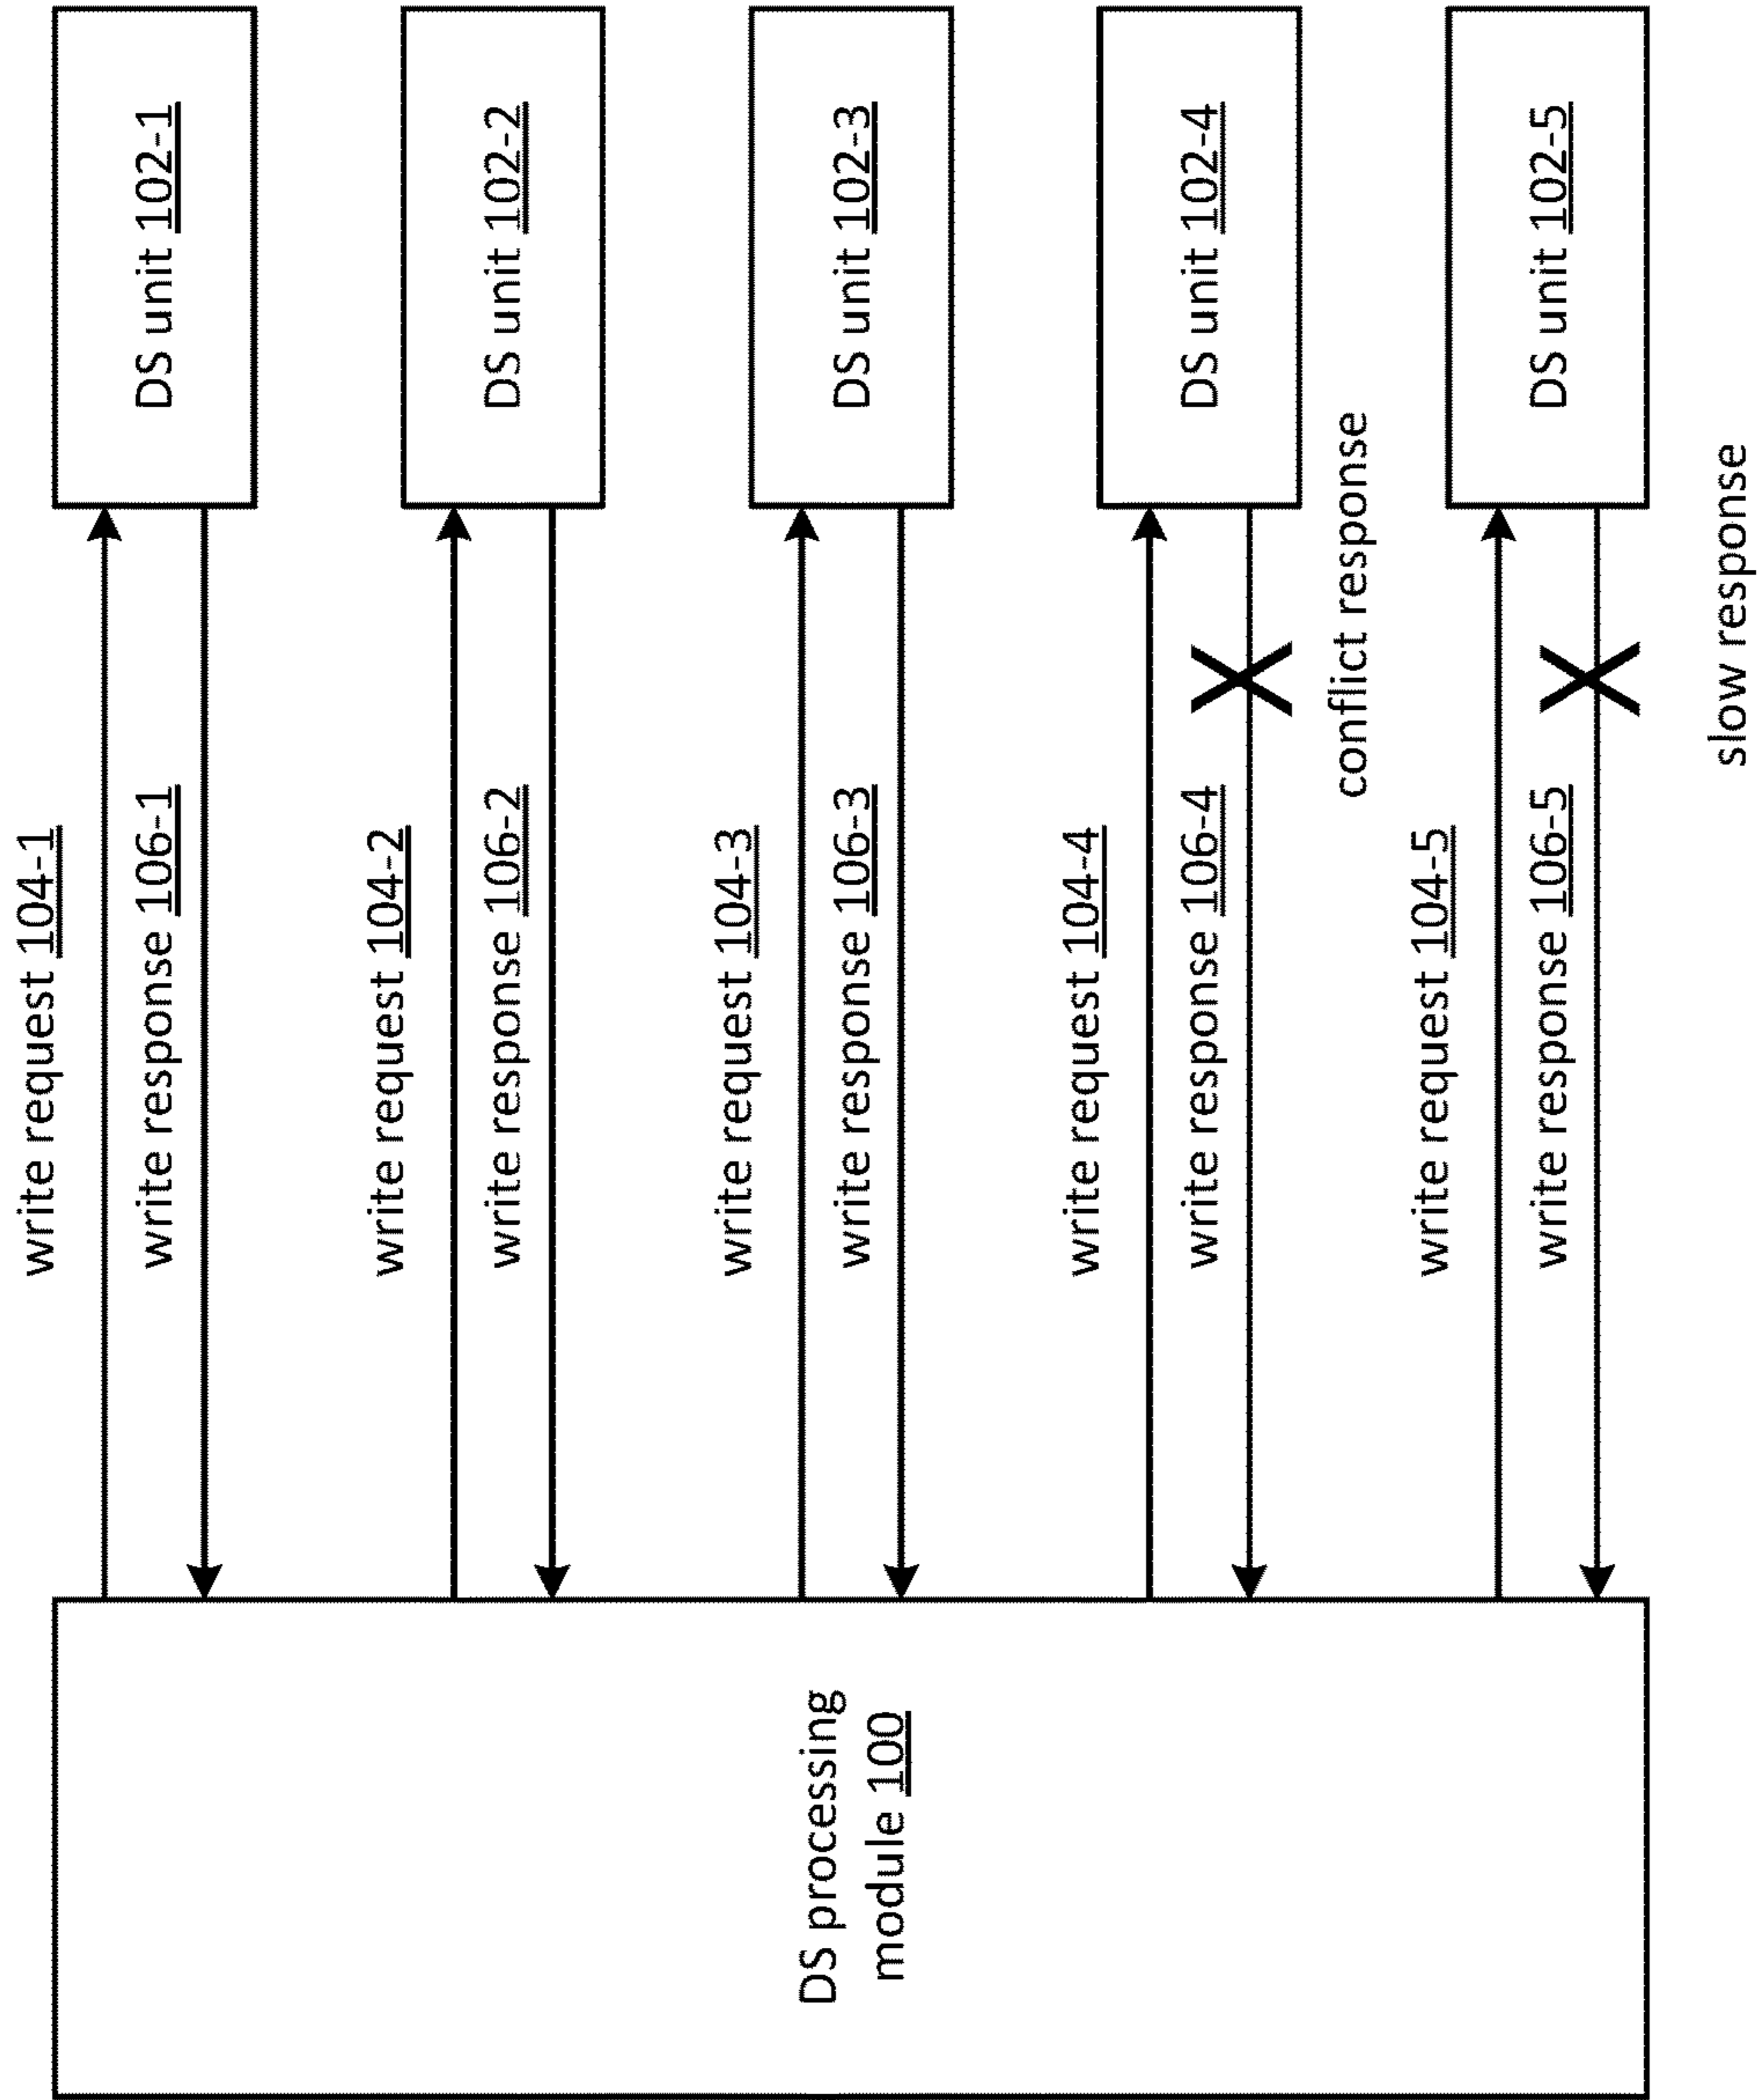 DS processing
module 100
write request 104-1
write response 106-1
DS unit 102-1
write request 104-2
write response 106-2
DS unit 102-2
write request 104-3
write response 106-3
DS unit 102-3
write request 104-4
write response 106-4
DS unit 102-4
conflict response
write request 104-5
write response 106-5
DS unit 102-5
slow response